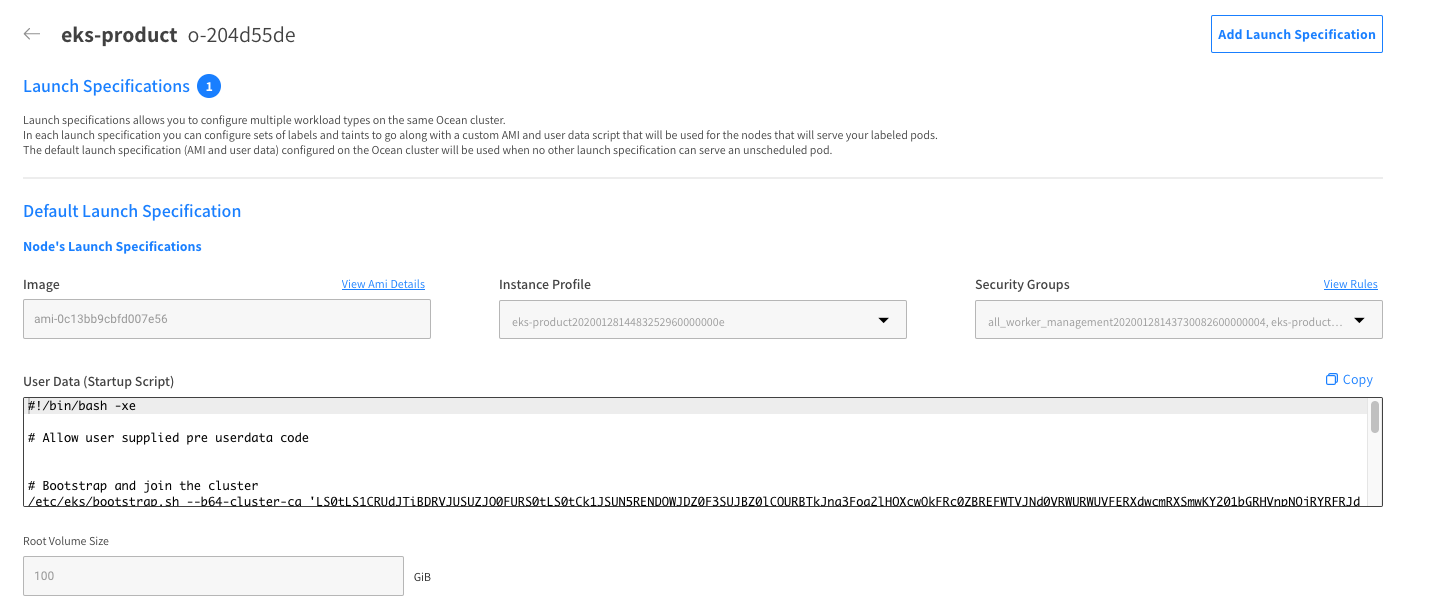 eks-product o-204d55de
Add Launch Specification
Launch Specifications 1
Launch specifications allows you to configure multiple workload types on the same Ocean cluster.
In each launch specification you can configure sets of labels and taints to go along with a custom AMI and user data script that will be used for the nodes that will serve your labeled pods.
The default launch specification (AMI and user data) configured on the Ocean cluster will be used when no other launch specification can serve an unscheduled pod.
Default Launch Specification
Node's Launch Specifications
Image View Ami Details
ami-0c13bb9cbfd007e56
Instance Profile
eks-product2020012814483252960000000e
Security Groups View Rules
all_worker_management20200128143730082600000004, eks-product...
User Data (Startup Script)
Copy
#!/bin/bash -xe
# Allow user supplied pre userdata code
# Bootstrap and join the cluster
/etc/eks/bootstrap.sh --b64-cluster-ca
Root Volume Size
100 GiB